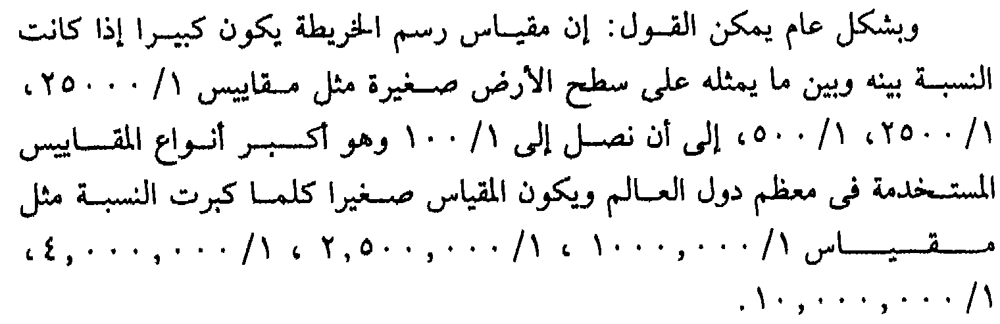 وبشكل عام يمكن القول: إن مقياس رسم الخريطة يكون كبيرا إذا كانت
النسبة بينه وبين ما يمثله على سطح الأرض صغيرة مثل مقاييس ١/ ٢٥٠٠٠،
١/ ٢٥٠٠، ١/ ٥٠٠، إلى أن نصل إلى ١/ ١٠٠ وهو أكبر أنواع المقاييس
المستخدمة فى معظم دول العالم ويكون المقياس صغيرا كلما كبرت النسبة مثل
مقياس ١/ ١٠٠٠,٠٠٠ ، ١/ ٢,٥٠٠,٠٠٠ ، ١/ ٤,٠٠٠,٠٠٠،
١/ ١٠,٠٠٠,٠٠٠.